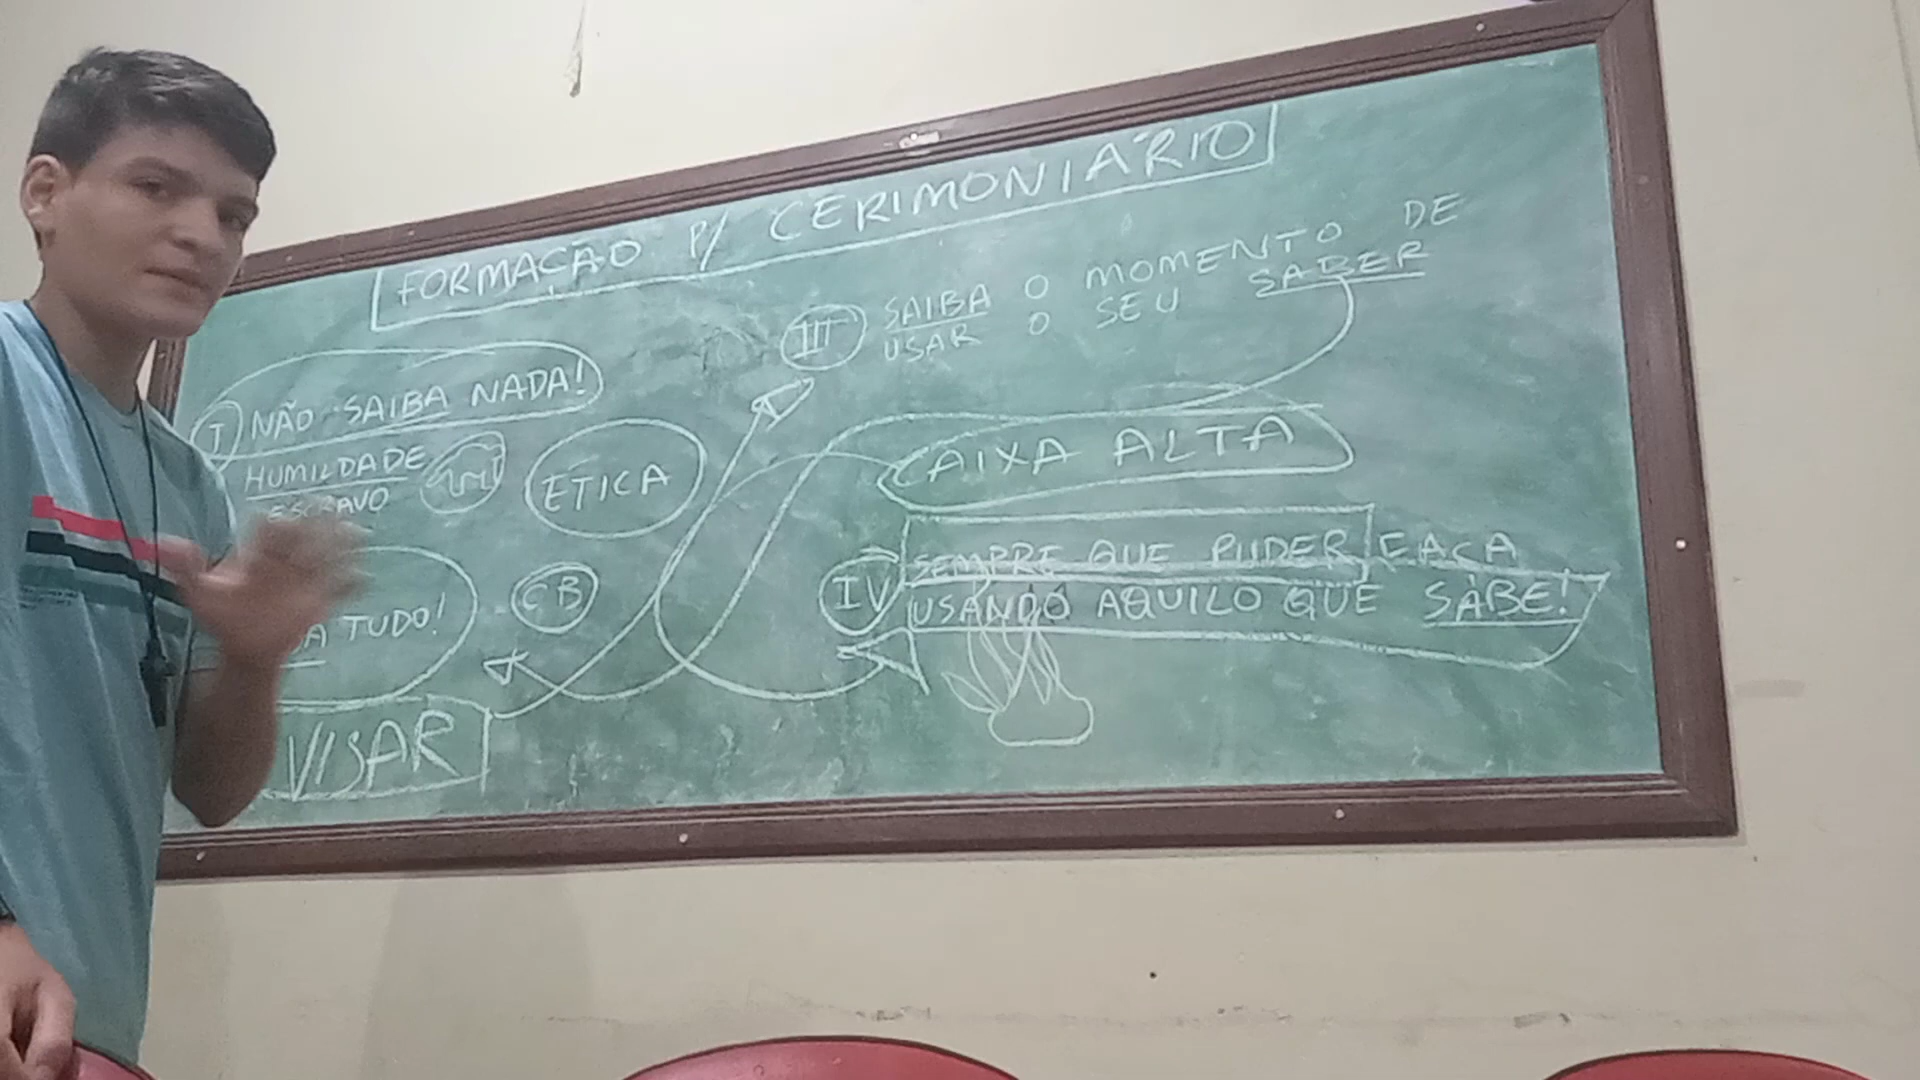 FORMAÇÃO P/ CERIMONIÁRIO
I NÃO SAIBA NADA!
HUMILDADE
ESCRAVO
ÉTICA
TUDO!
CB
VISAR
III SAIBA O MOMENTO DE
USAR O SEU SABER
CAIXA ALTA
IV SEMPRE QUE PUDER FAÇA
USANDO AQUILO QUE SABE!